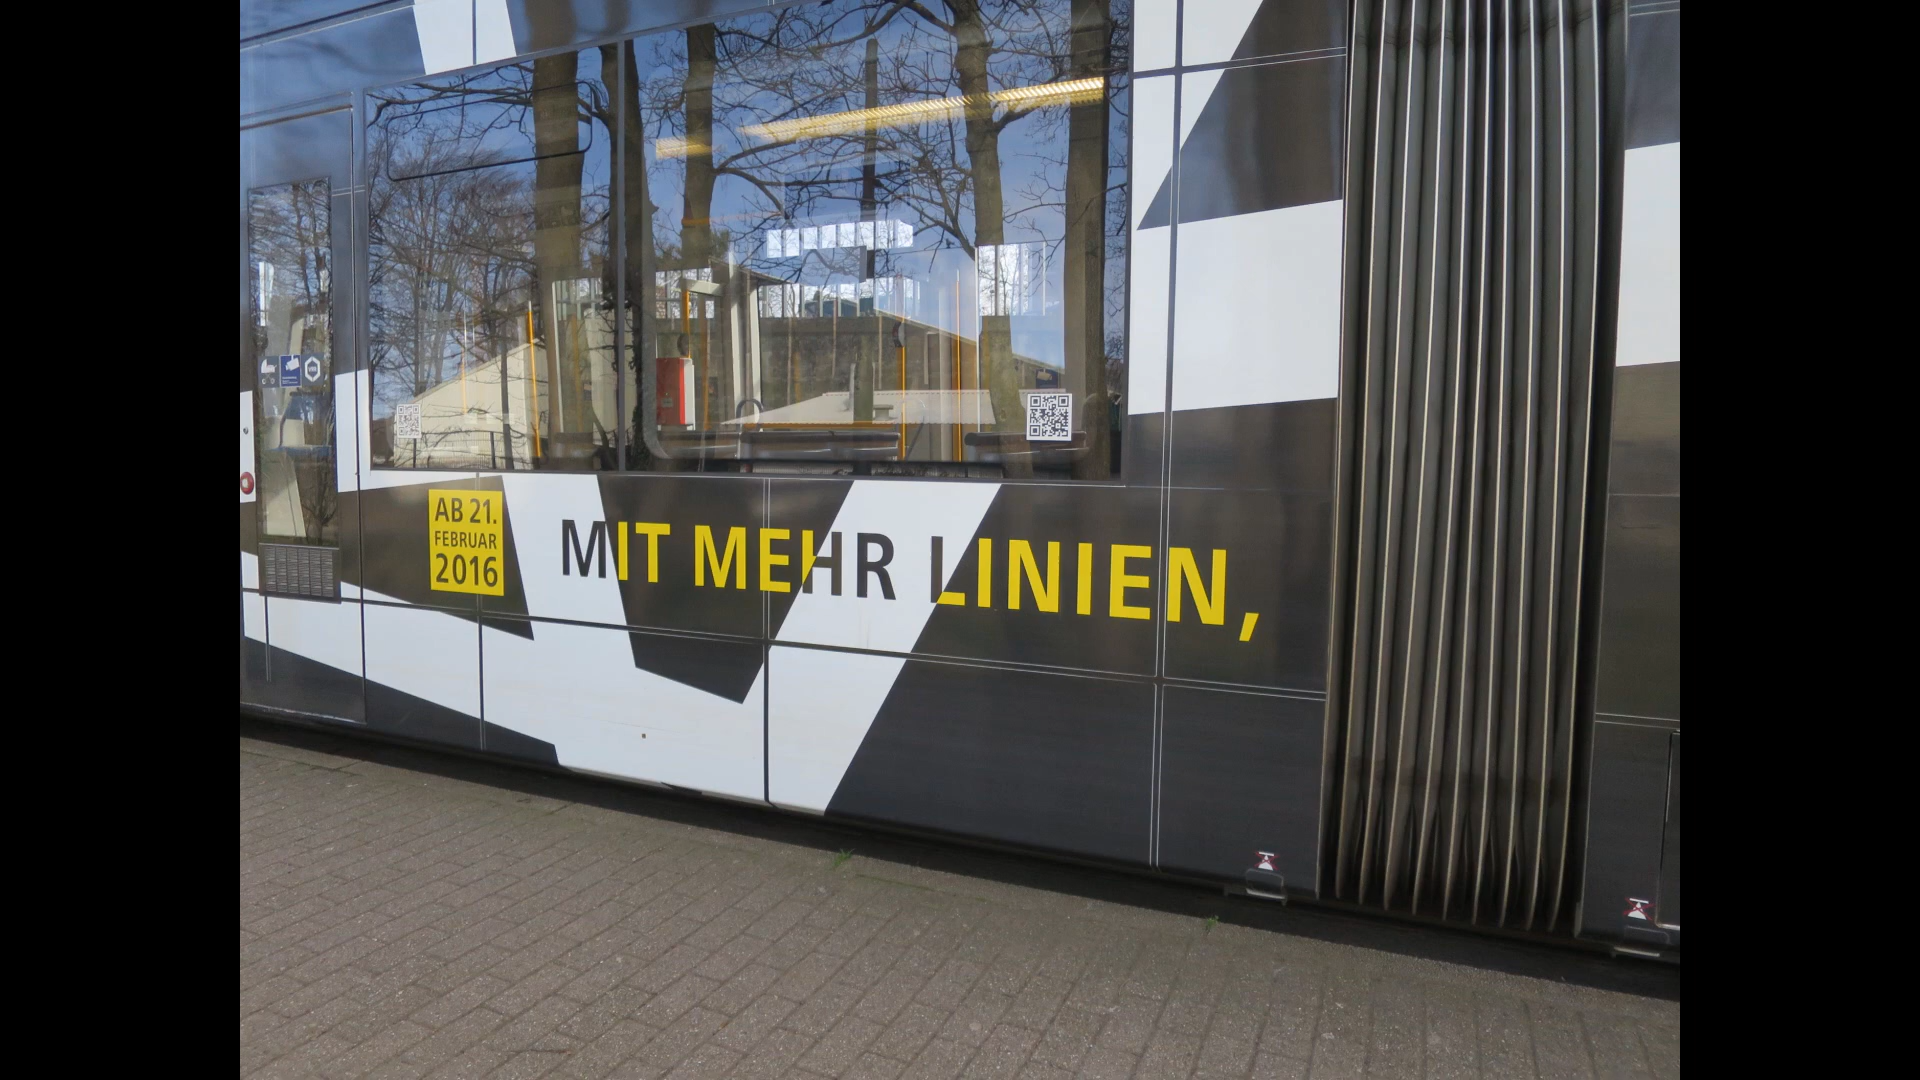 AB 21.
FEBRUAR
2016
MIT MEHR LINIEN,